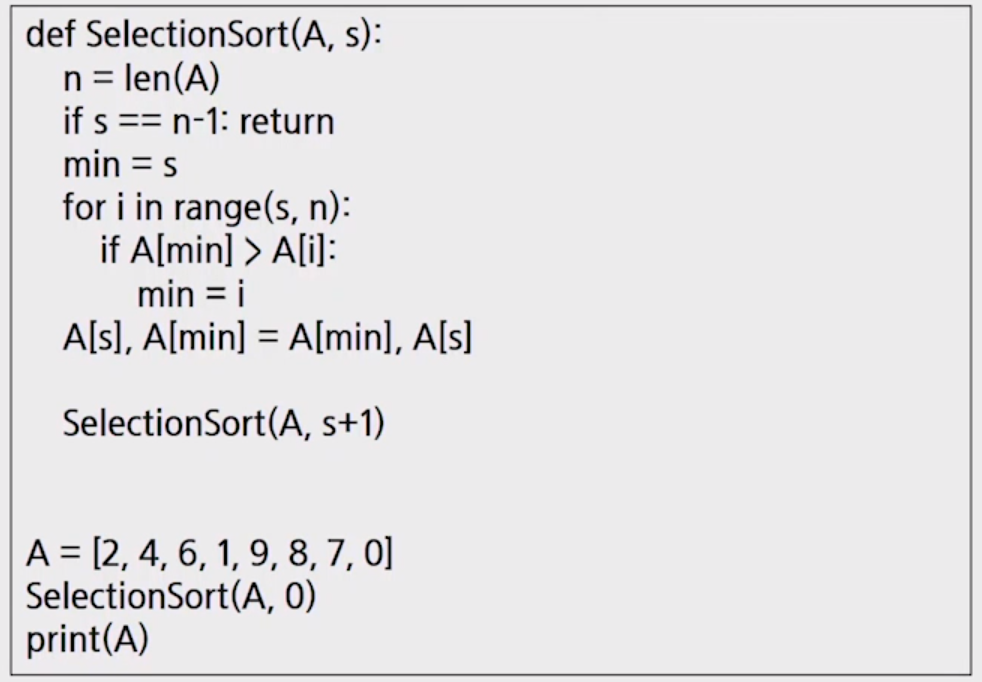 def SelectionSort(A, s):
    n = len(A)
    if s == n-1: return
    min = s
    for i in range(s, n):
        if A[min] > A[i]:
            min = i
    A[s], A[min] = A[min], A[s]

    SelectionSort(A, s+1)


A = [2, 4, 6, 1, 9, 8, 7, 0]
SelectionSort(A, 0)
print(A)